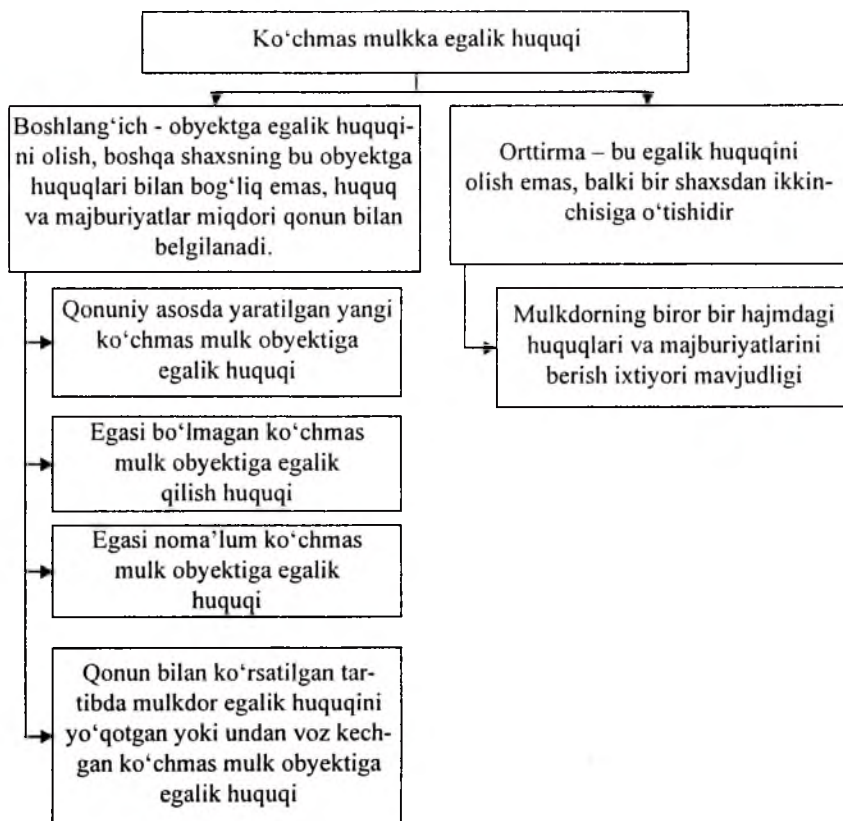 Ko‘chmas mulkka egalik huquqi
Boshlang‘ich - obyektga egalik huquqi-
ni olish, boshqa shaxsning bu obyektga
huquqlari bilan bog‘liq emas, huquq
va majburiyatlar miqdori qonun bilan
belgilanadi.
Qonuniy asosda yaratilgan yangi
ko‘chmas mulk obyektiga
egalik huquqi
Egasi bo‘lmagan ko‘chmas
mulk obyektiga egalik
qilish huquqi
Egasi noma’lum ko‘chmas
mulk obyektiga egalik
huquqi
Qonun bilan ko‘rsatilgan tar-
tibda mulkdor egalik huquqini
yo‘qotgan yoki undan voz kech-
gan ko‘chmas mulk obyektiga
egalik huquqi
Orttirma – bu egalik huquqini
olish emas, balki bir shaxsdan ikkin-
chisiga o‘tishidir
Mulkdorning biror bir hajmdagi
huquqlari va majburiyatlarini
berish ixtiyori mavjudligi